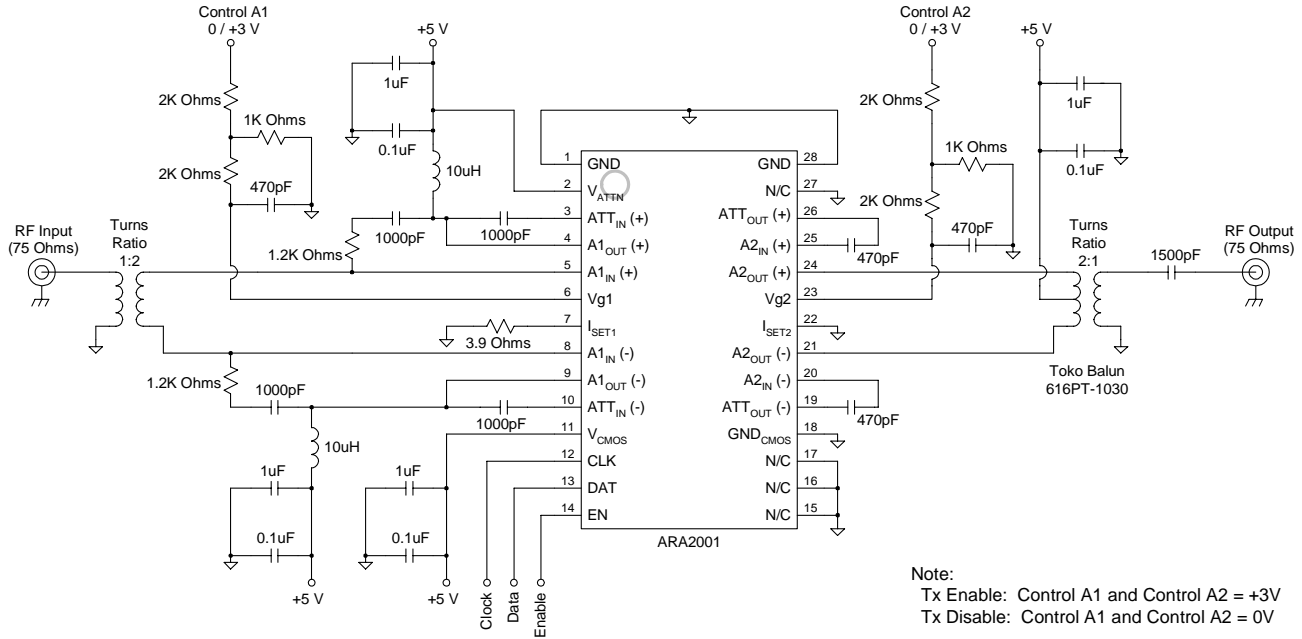 Control A1
0 / +3 V
+5 V
Control A2
0 / +3 V
+5 V
1uF
2K Ohms
1K Ohms
0.1uF
2K Ohms
470pF
10uH
RF Input
(75 Ohms)
Turns
Ratio
1:2
1.2K Ohms
1000pF
1000pF
3.9 Ohms
1.2K Ohms
1000pF
1000pF
10uH
1uF
1uF
0.1uF
0.1uF
+5 V
+5 V
Clock
Data
Enable
1 GND
2 VATTN
3 ATTIN (+)
4 A1OUT (+)
5 A1IN (+)
6 Vg1
7 ISET1
8 A1IN (-)
9 A1OUT (-)
10 ATTIN (-)
11 VCMOS
12 CLK
13 DAT
14 EN
GND 28
N/C 27
ATTOUT (+) 26
A2IN (+) 25
A2OUT (+) 24
Vg2 23
ISET2 22
A2OUT (-) 21
A2IN (-) 20
ATTOUT (-) 19
GNDCMOS 18
N/C 17
N/C 16
N/C 15
ARA2001
2K Ohms
1K Ohms
2K Ohms
470pF
470pF
470pF
1uF
0.1uF
Turns
Ratio
2:1
1500pF
RF Output
(75 Ohms)
Toko Balun
616PT-1030
Note:
Tx Enable: Control A1 and Control A2 = +3V
Tx Disable: Control A1 and Control A2 = 0V